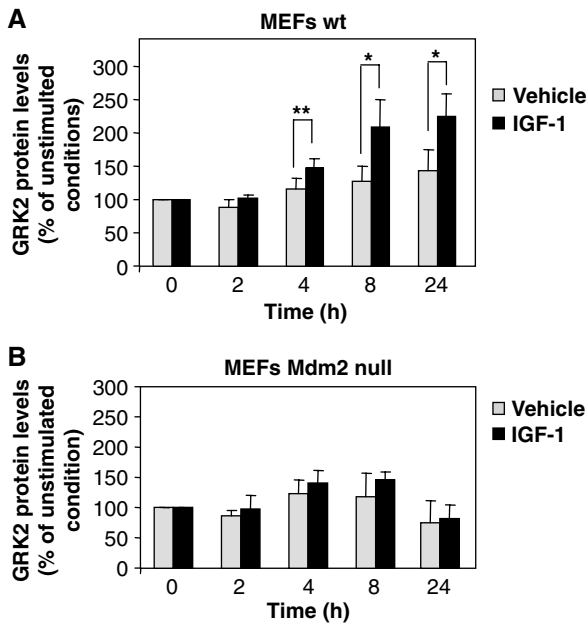 A
MEFs wt
GRK2 protein levels
(% of unstimulted
conditions)
300
250
200
150
100
50
0
**
*
*
Vehicle
IGF-1
0 2 4 8 24
Time (h)
B
MEFs Mdm2 null
GRK2 protein levels
(% of unstimulated
condition)
300
250
200
150
100
50
0
Vehicle
IGF-1
0 2 4 8 24
Time (h)